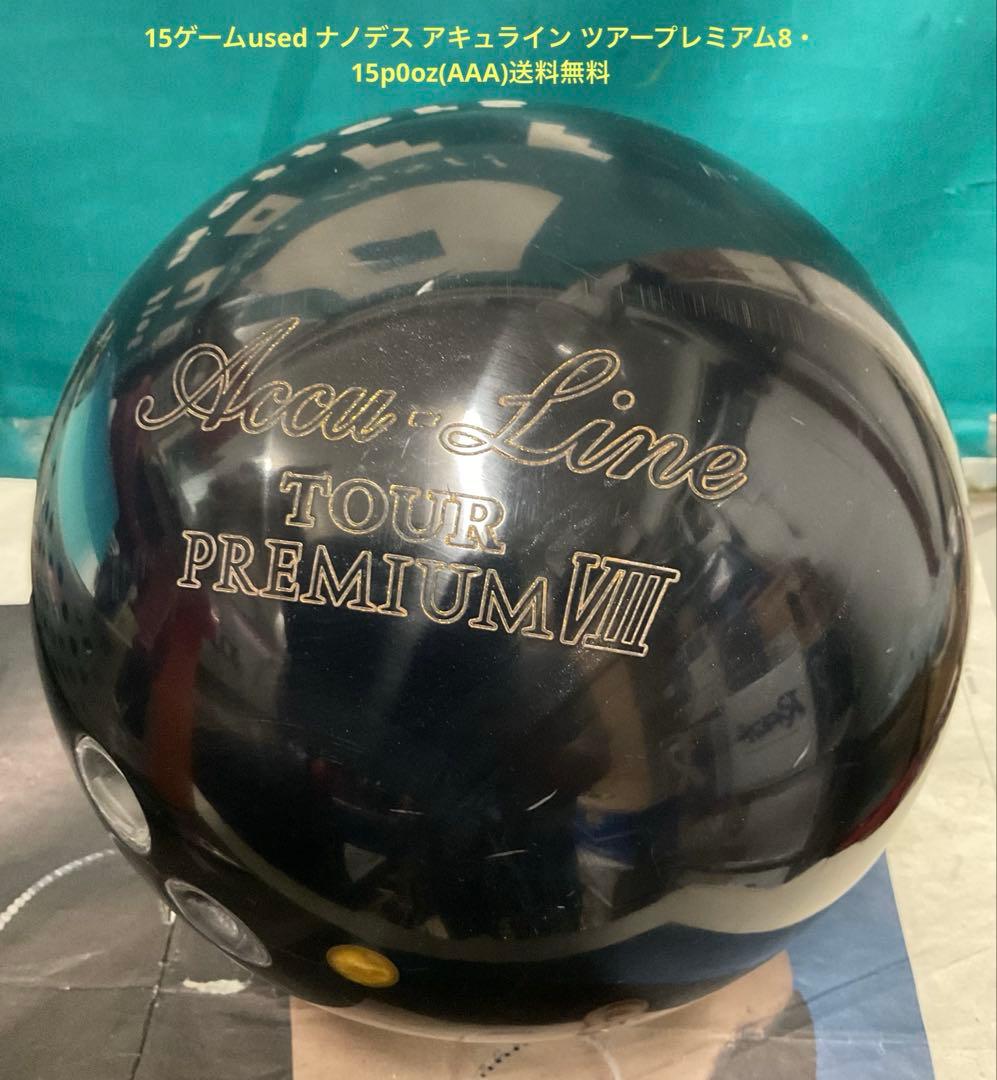 15ゲームused ナノデス アキュライン ツアープレミアム8・
15p0oz(AAA)送料無料
Accu-Line
TOUR
PREMIUM VIII